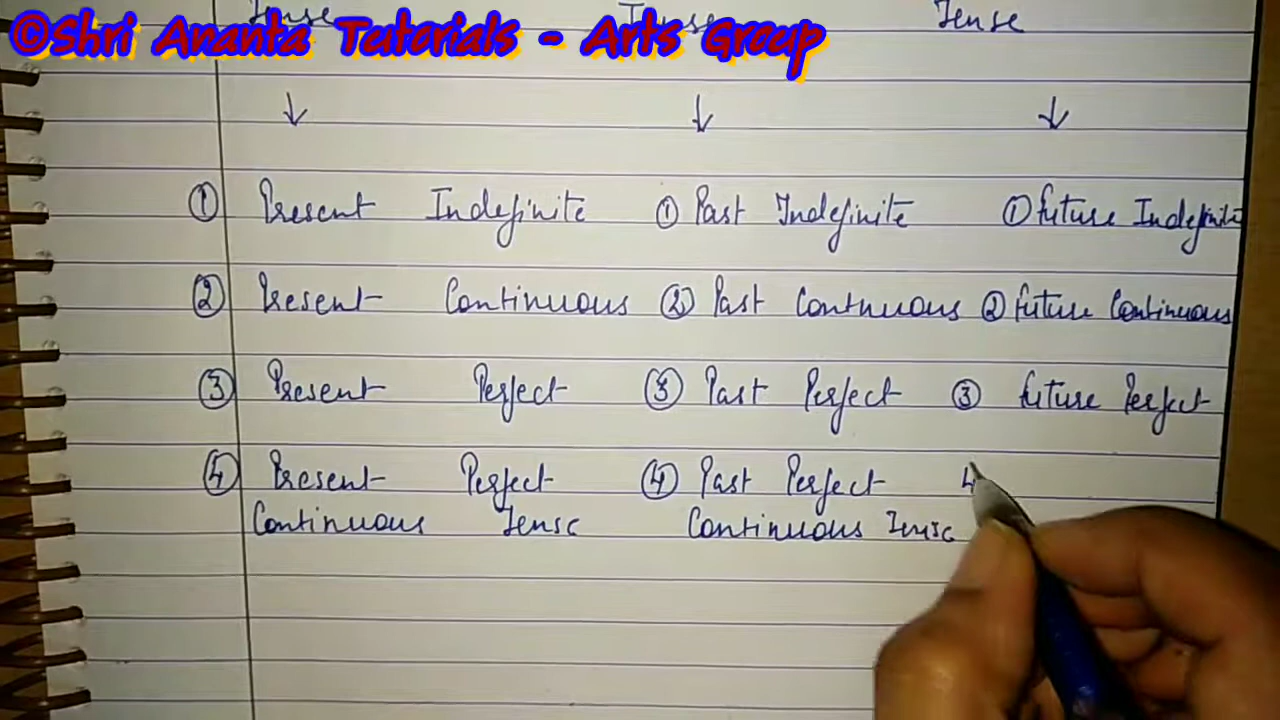 Tense Tense Tense
©Shri Ananta Tutorials - Arts Group
① Present Indefinite ① Past Indefinite ① Future Indefinite
② Present Continuous ② Past Continuous ② Future Continuous
③ Present Perfect ③ Past Perfect ③ Future Perfect
④ Present Perfect ④ Past Perfect 4
Continuous Tense Continuous Tense